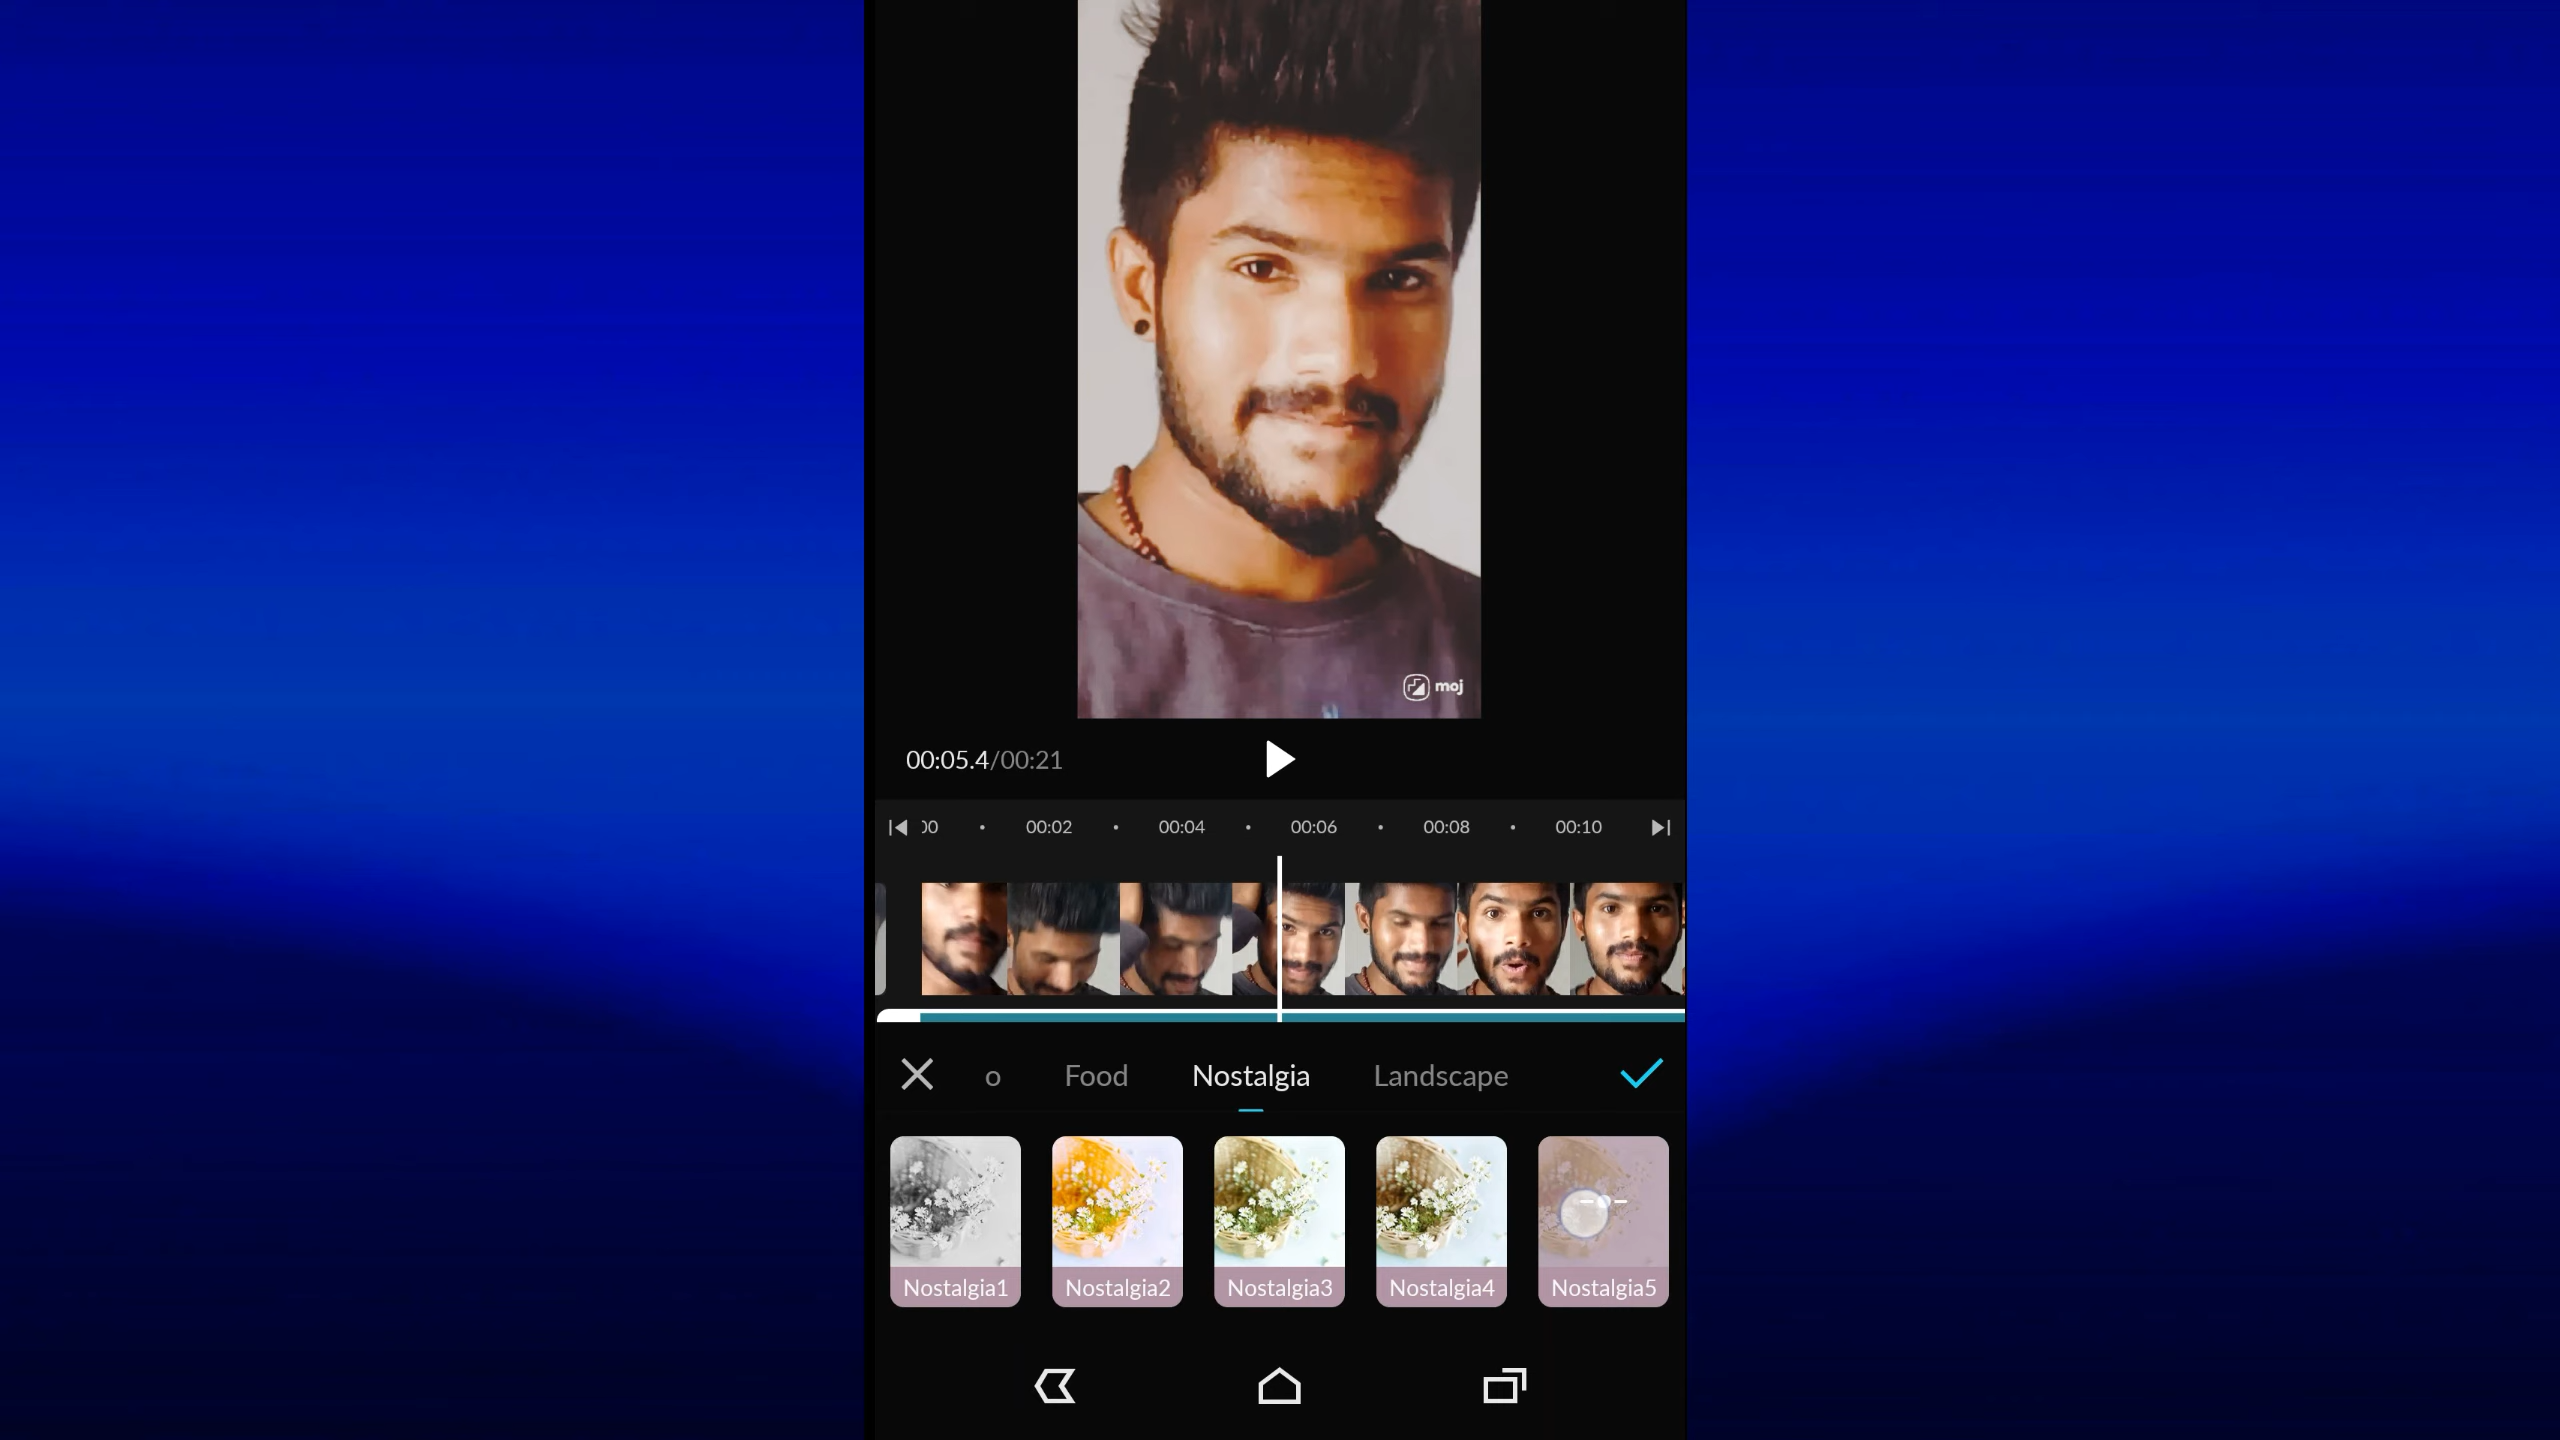 moj
00:05.4/00:21
00 00:02 00:04 00:06 00:08 00:10
o Food Nostalgia Landscape
Nostalgia1 Nostalgia2 Nostalgia3 Nostalgia4 Nostalgia5